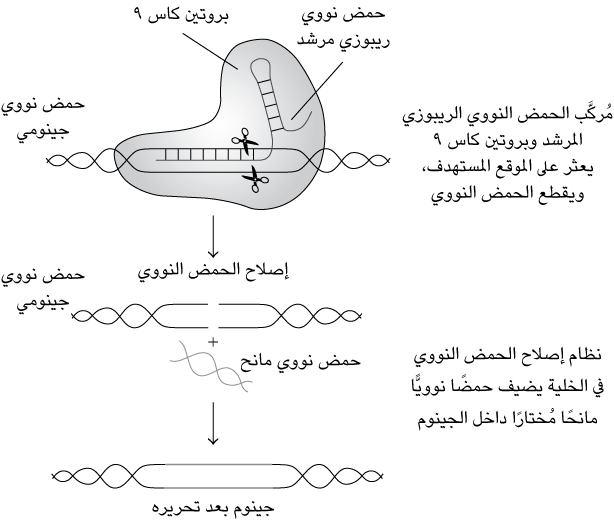 بروتين كاس ٩
حمض نووي
ريبوزي مرشد
حمض نووي
جينومي
مُركَّب الحمض النووي الريبوزي
المرشد وبروتين كاس ٩
يعثر على الموقع المستهدف،
ويقطع الحمض النووي
إصلاح الحمض النووي
حمض نووي
جينومي
+
حمض نووي مانح
نظام إصلاح الحمض النووي
في الخلية يضيف حمضًا نوويًّا
مانحًا مُختارًا داخل الجينوم
جينوم بعد تحريره